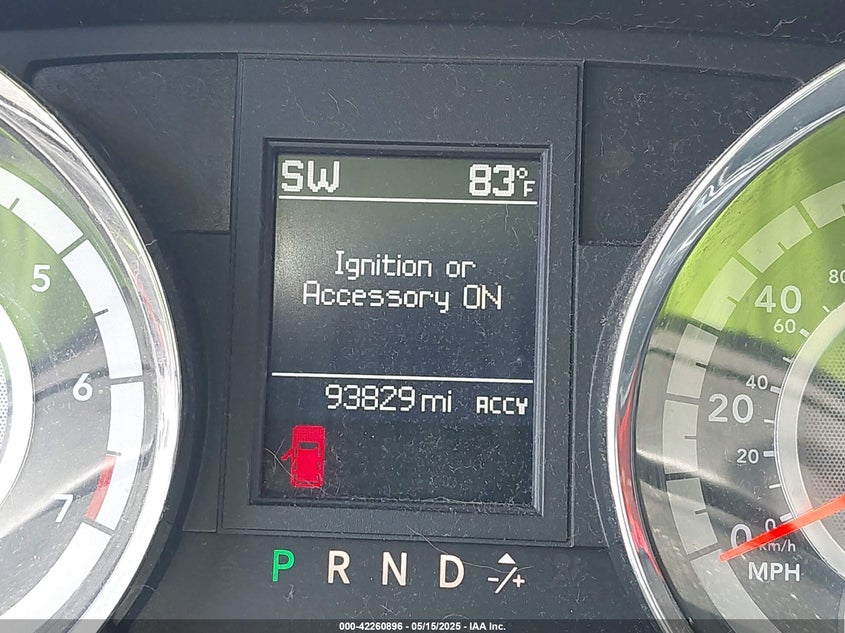 SW 83°F
Ignition or
Accessory ON
93829 mi ACCY
P R N D -/+
5
6
7
80
40
60
40
20
20
0
0
km/h
MPH
000-42260896 - 05/15/2025 - IAA Inc.